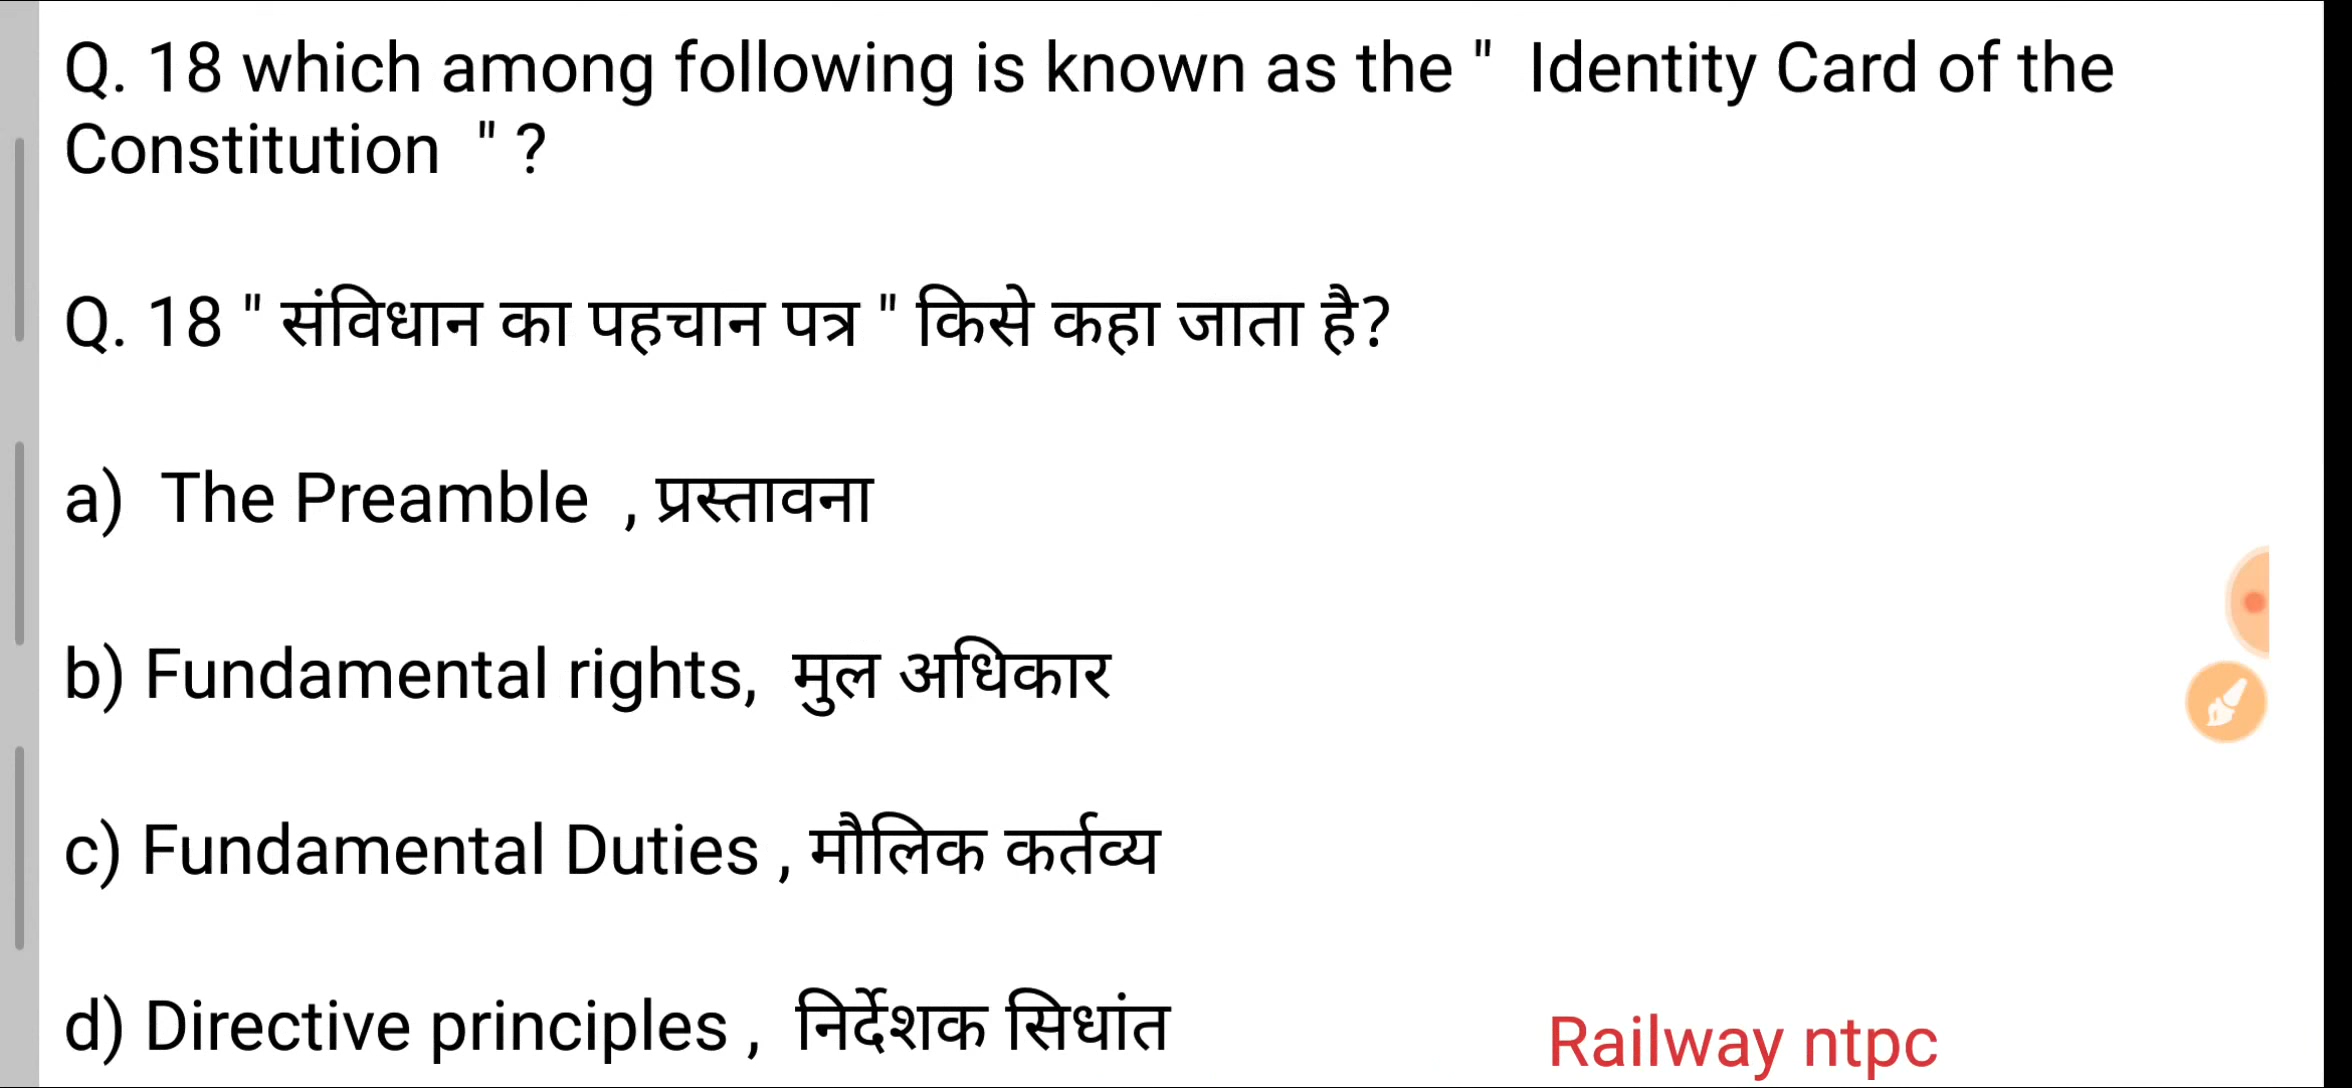 Q. 18 which among following is known as the " Identity Card of the
Constitution " ?
Q. 18 " संविधान का पहचान पत्र " किसे कहा जाता है?
a) The Preamble , प्रस्तावना
b) Fundamental rights, मुल अधिकार
c) Fundamental Duties , मौलिक कर्तव्य
d) Directive principles , निर्देशक सिधांत
Railway ntpc